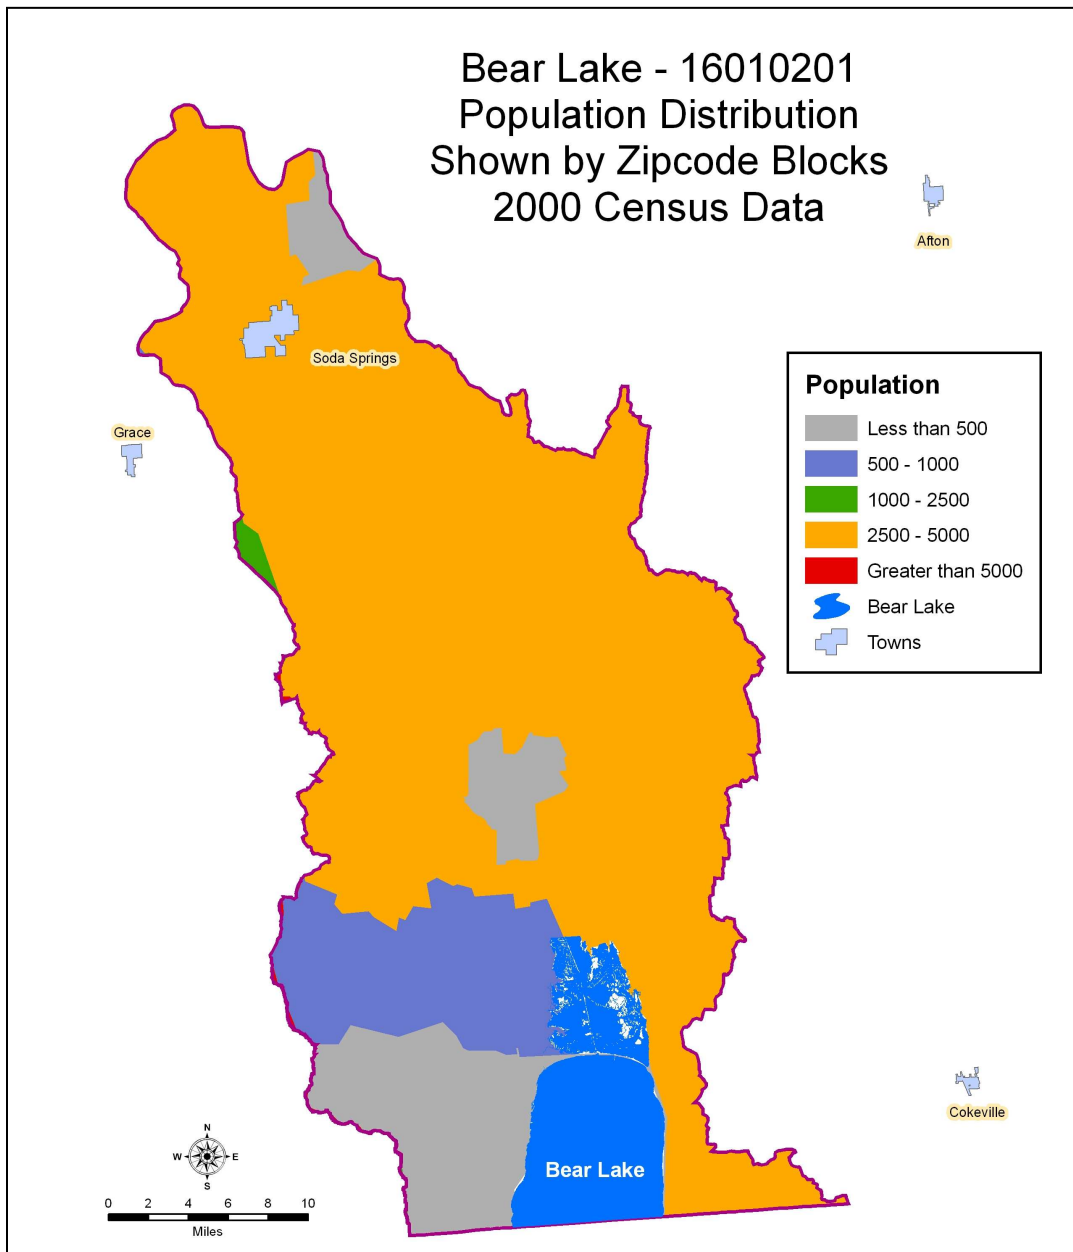 Bear Lake - 16010201
Population Distribution
Shown by Zipcode Blocks
2000 Census Data
Afton
Soda Springs
Grace
Population
Less than 500
500 - 1000
1000 - 2500
2500 - 5000
Greater than 5000
Bear Lake
Towns
Cokeville
Bear Lake
N
W E
S
0 2 4 6 8 10
Miles